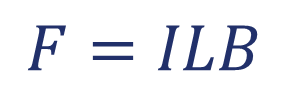 F = ILB